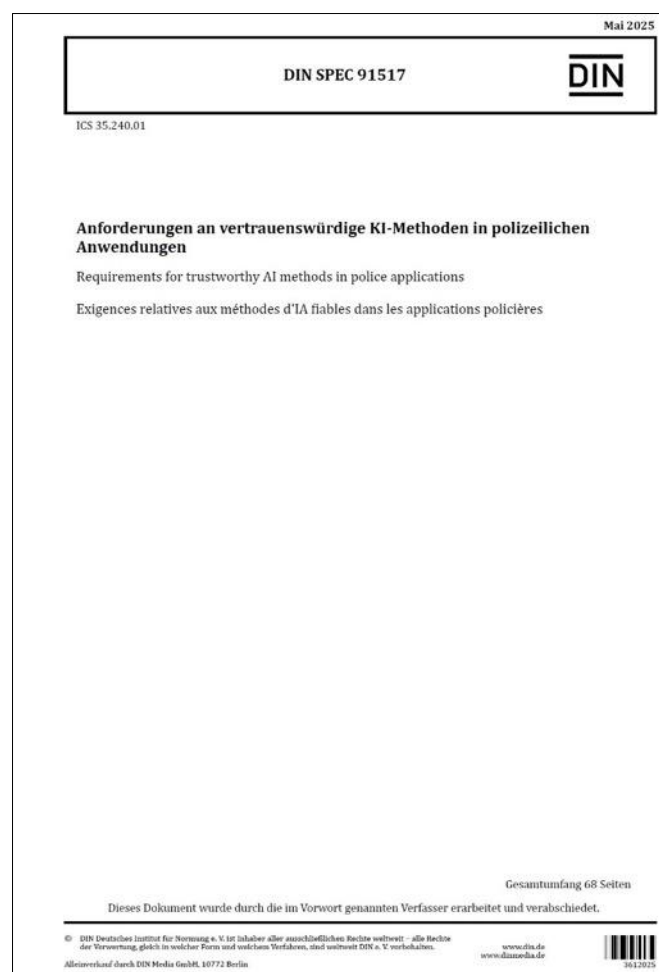 Mai 2025
DIN SPEC 91517
DIN
ICS 35.240.01
Anforderungen an vertrauenswürdige KI-Methoden in polizeilichen
Anwendungen
Requirements for trustworthy AI methods in police applications
Exigences relatives aux méthodes d'IA fiables dans les applications policières
Gesamtumfang 68 Seiten
Dieses Dokument wurde durch die im Vorwort genannten Verfasser erarbeitet und verabschiedet.
© DIN Deutsches Institut für Normung e. V. ist Inhaber aller ausschließlichen Rechte weltweit – alle Rechte
der Verwertung, gleich in welcher Form und welchem Verfahren, sind weltweit DIN e. V. vorbehalten.
Alleinverkauf durch DIN Media GmbH, 10772 Berlin
www.din.de
www.dinmedia.de
3612025